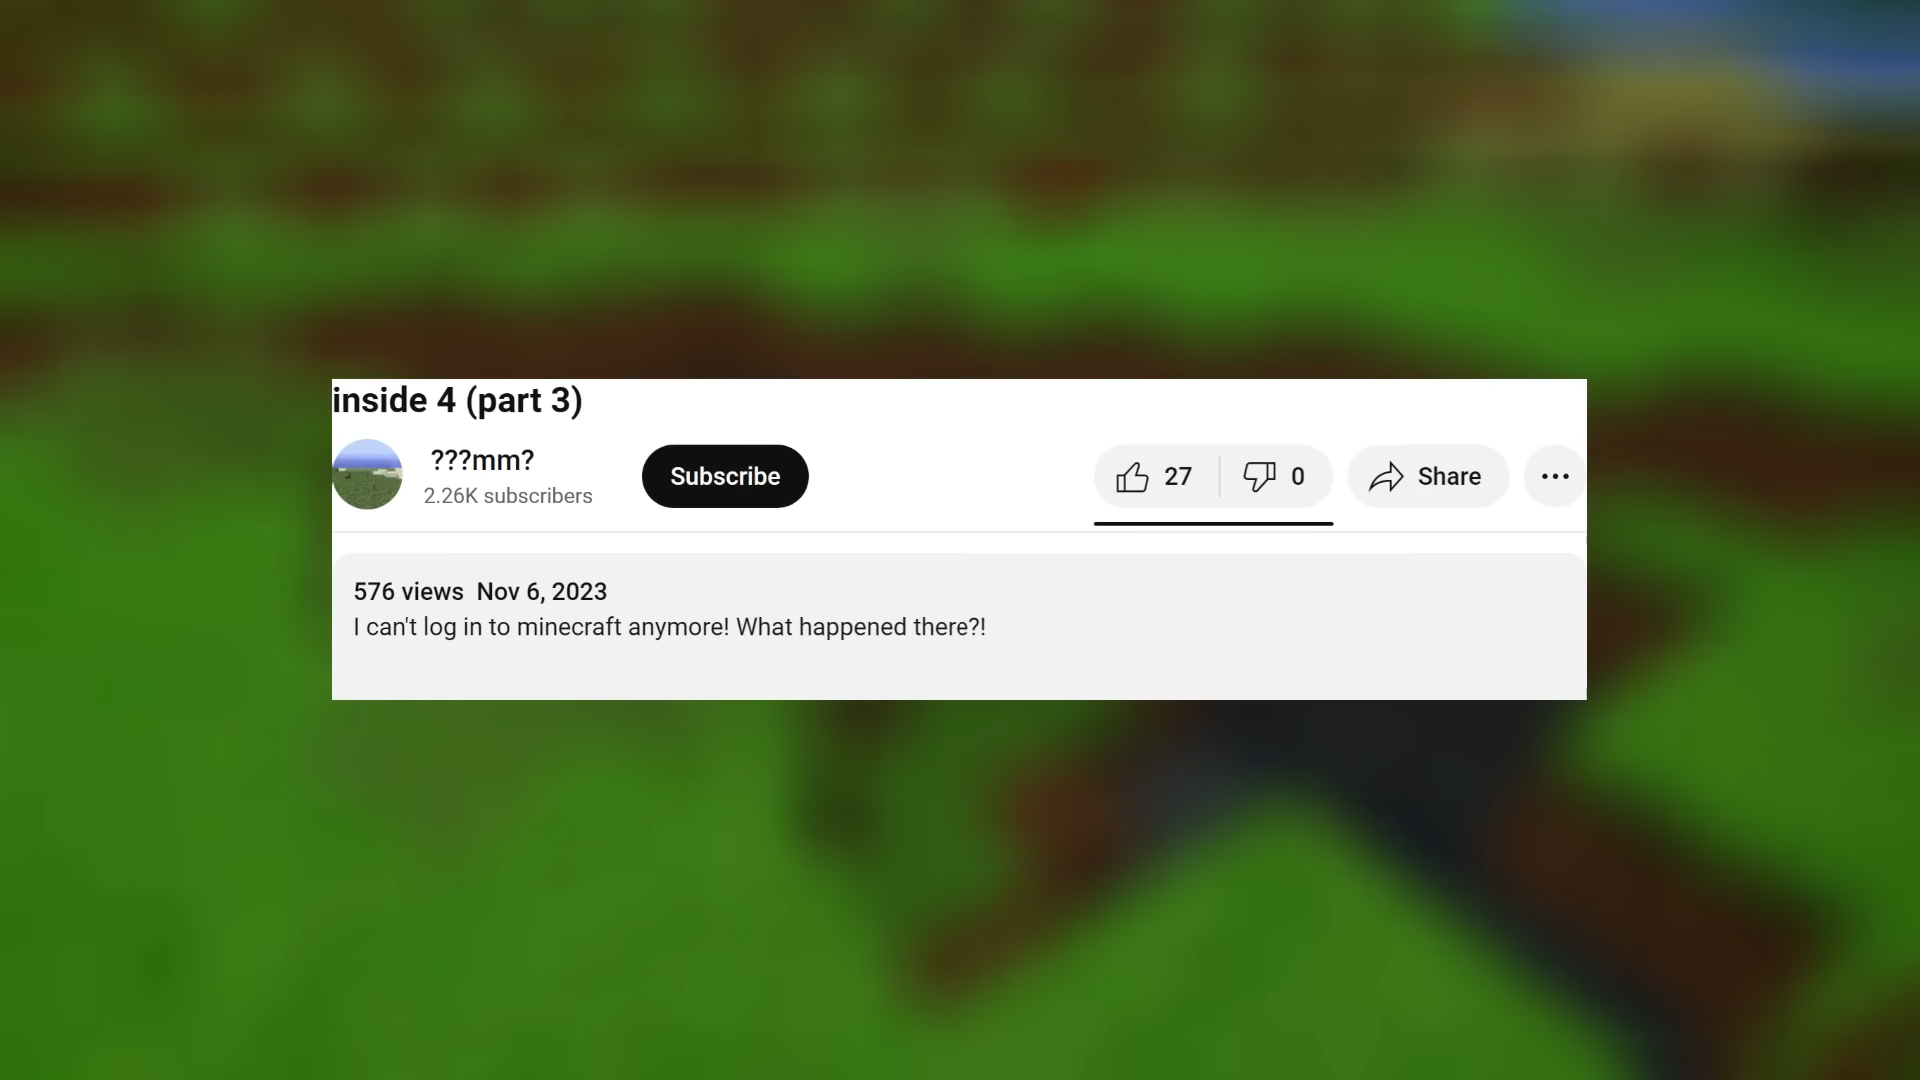 inside 4 (part 3)
???mm?
2.26K subscribers
Subscribe
27
0
Share
576 views Nov 6, 2023
I can't log in to minecraft anymore! What happened there?!